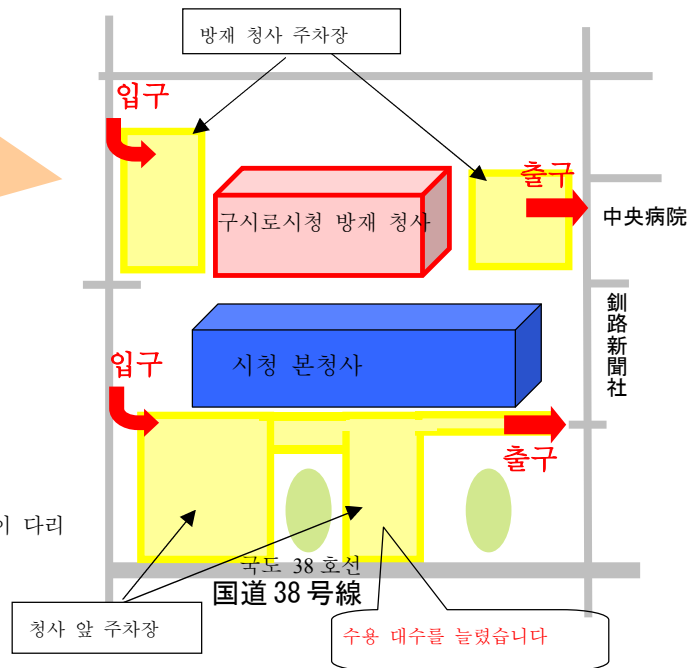 방재 청사 주차장
입구
출구
中央病院
구시로시청 방재 청사
釧路新聞社
입구
시청 본청사
출구
이 다리
국도 38 호선
国道 38 号線
청사 앞 주차장
수용 대수를 늘렸습니다